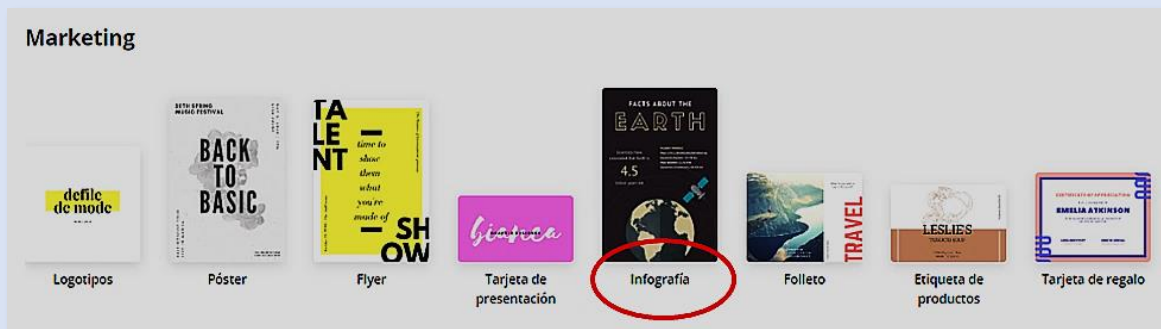 Marketing
defile
de mode
20TH SPRING
MUSIC FESTIVAL
BACK
TO
BASIC
TA
LE
NT
time to
show
them
what
you're
made of
SH
OW
bianca
FACTS ABOUT THE
EARTH
4.5
TRAVEL
LESLIE'S
CERTIFICATE OF APPRECIATION
EMELIA ATKINSON
Logotipos
Póster
Flyer
Tarjeta de
presentación
Infografía
Folleto
Etiqueta de
productos
Tarjeta de regalo